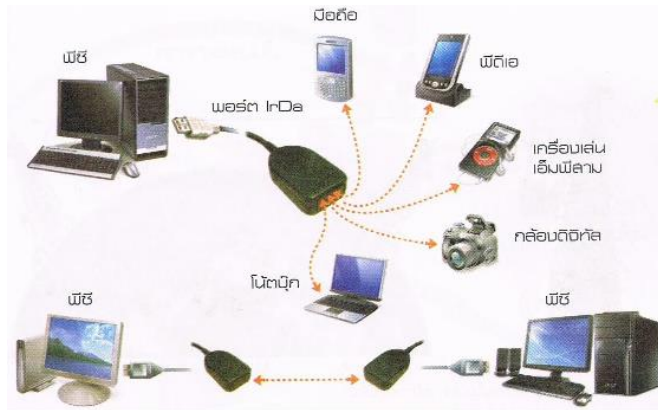 มือถือ
พีซี
พีดีเอ
พอร์ต IrDa
เครื่องเล่น
เอ็มพีสาม
กล้องดิจิทัล
โน้ตบุ๊ก
พีซี
พีซี